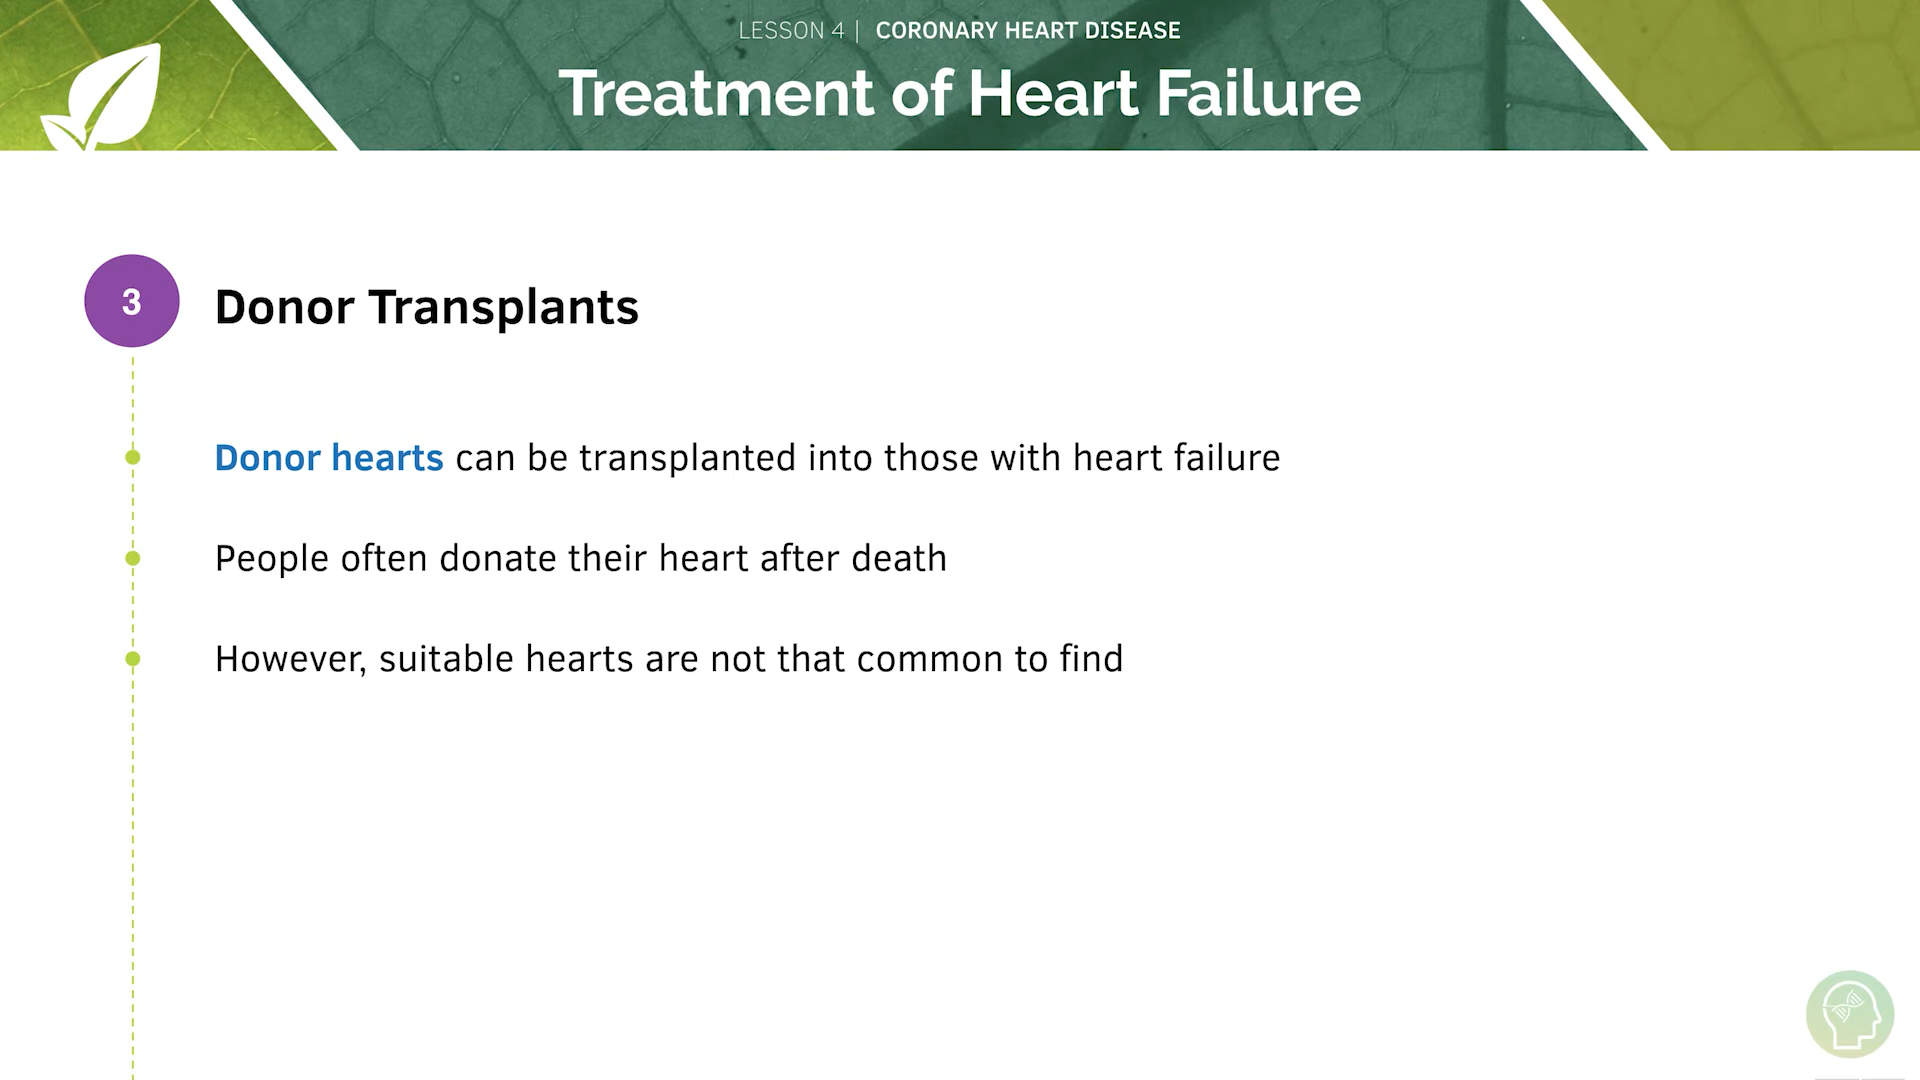 LESSON 4 | CORONARY HEART DISEASE
Treatment of Heart Failure
3
Donor Transplants
Donor hearts can be transplanted into those with heart failure
People often donate their heart after death
However, suitable hearts are not that common to find